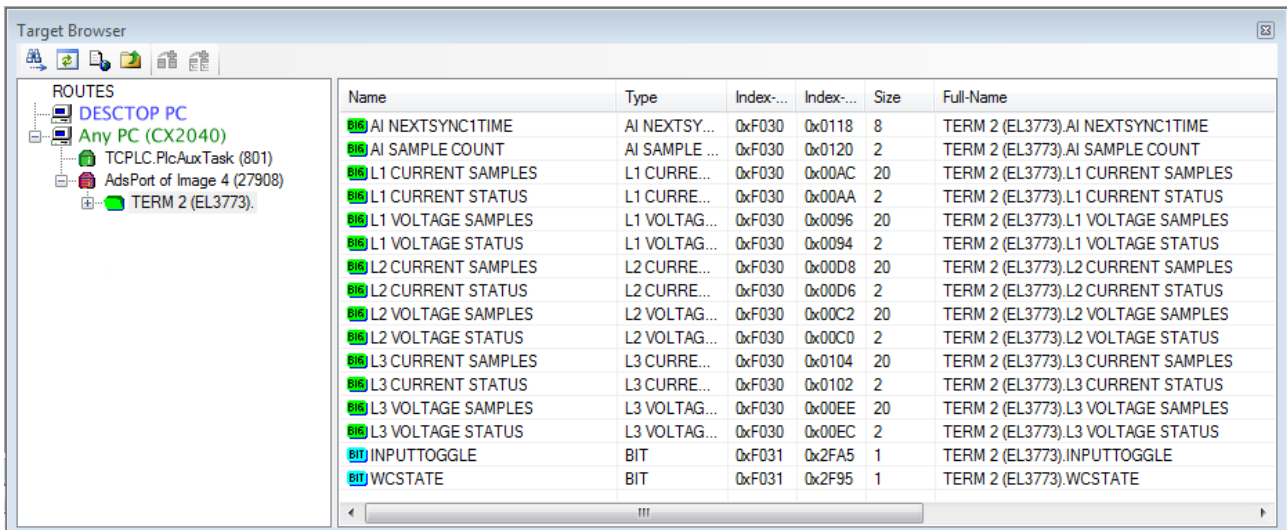 Target Browser
ROUTES
DESCTOP PC
Any PC (CX2040)
TCPLC.PlcAuxTask (801)
AdsPort of Image 4 (27908)
TERM 2 (EL3773).
Name Type Index-... Index-... Size Full-Name
BIG AI NEXTSYNC1TIME AI NEXTSY... 0xF030 0x0118 8 TERM 2 (EL3773).AI NEXTSYNC1TIME
BIG AI SAMPLE COUNT AI SAMPLE ... 0xF030 0x0120 2 TERM 2 (EL3773).AI SAMPLE COUNT
BIG L1 CURRENT SAMPLES L1 CURRE... 0xF030 0x00AC 20 TERM 2 (EL3773).L1 CURRENT SAMPLES
BIG L1 CURRENT STATUS L1 CURRE... 0xF030 0x00AA 2 TERM 2 (EL3773).L1 CURRENT STATUS
BIG L1 VOLTAGE SAMPLES L1 VOLTAG... 0xF030 0x0096 20 TERM 2 (EL3773).L1 VOLTAGE SAMPLES
BIG L1 VOLTAGE STATUS L1 VOLTAG... 0xF030 0x0094 2 TERM 2 (EL3773).L1 VOLTAGE STATUS
BIG L2 CURRENT SAMPLES L2 CURRE... 0xF030 0x00D8 20 TERM 2 (EL3773).L2 CURRENT SAMPLES
BIG L2 CURRENT STATUS L2 CURRE... 0xF030 0x00D6 2 TERM 2 (EL3773).L2 CURRENT STATUS
BIG L2 VOLTAGE SAMPLES L2 VOLTAG... 0xF030 0x00C2 20 TERM 2 (EL3773).L2 VOLTAGE SAMPLES
BIG L2 VOLTAGE STATUS L2 VOLTAG... 0xF030 0x00C0 2 TERM 2 (EL3773).L2 VOLTAGE STATUS
BIG L3 CURRENT SAMPLES L3 CURRE... 0xF030 0x0104 20 TERM 2 (EL3773).L3 CURRENT SAMPLES
BIG L3 CURRENT STATUS L3 CURRE... 0xF030 0x0102 2 TERM 2 (EL3773).L3 CURRENT STATUS
BIG L3 VOLTAGE SAMPLES L3 VOLTAG... 0xF030 0x00EE 20 TERM 2 (EL3773).L3 VOLTAGE SAMPLES
BIG L3 VOLTAGE STATUS L3 VOLTAG... 0xF030 0x00EC 2 TERM 2 (EL3773).L3 VOLTAGE STATUS
BIT INPUTTOGGLE BIT 0xF031 0x2FA5 1 TERM 2 (EL3773).INPUTTOGGLE
BIT WCSTATE BIT 0xF031 0x2F95 1 TERM 2 (EL3773).WCSTATE